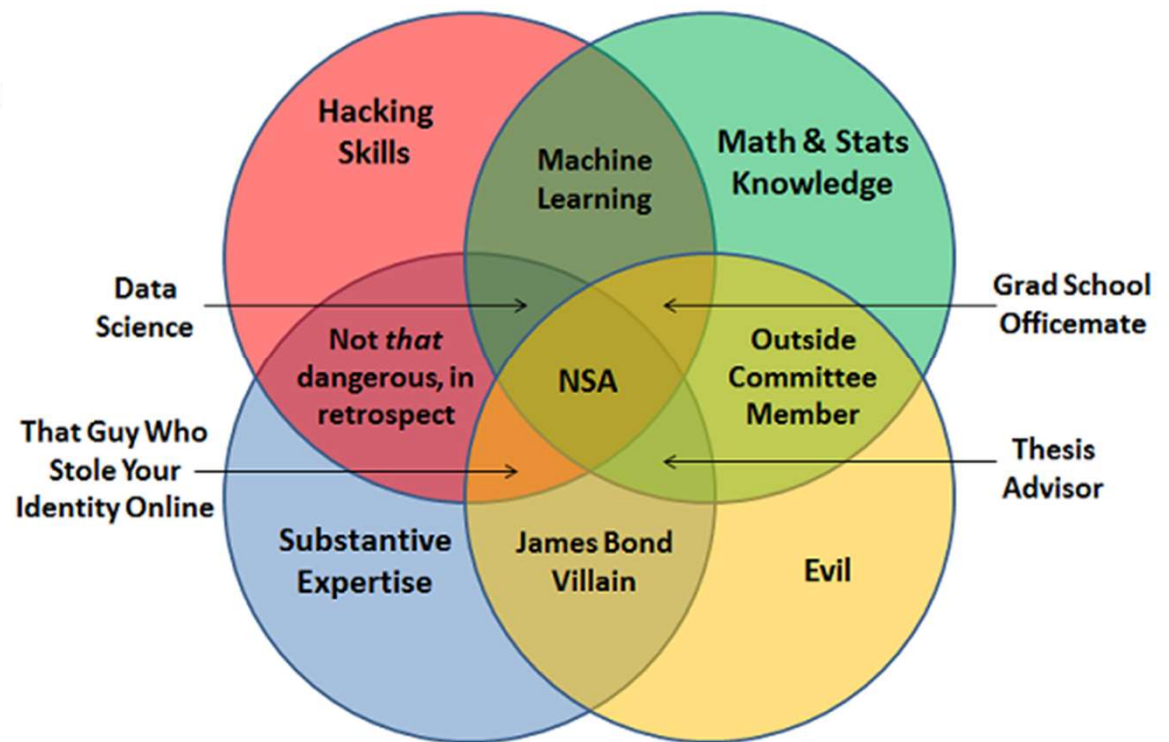 Hacking
Skills
Math & Stats
Knowledge
Machine
Learning
Data
Science
Grad School
Officemate
Not that
dangerous, in
retrospect
NSA
Outside
Committee
Member
That Guy Who
Stole Your
Identity Online
Thesis
Advisor
Substantive
Expertise
James Bond
Villain
Evil